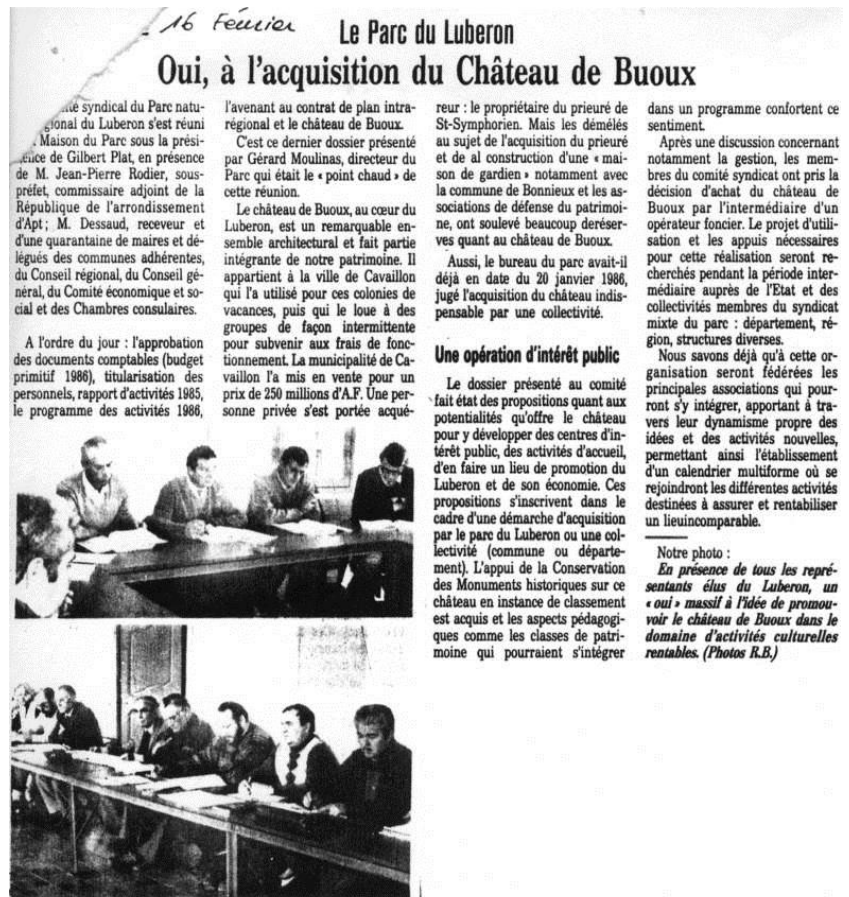 16 Février
Le Parc du Luberon
Oui, à l'acquisition du Château de Buoux
syndical du Parc natu-
gional du Luberon s'est réuni
Maison du Parc sous la prési-
dence de Gilbert Plat, en présence
de M. Jean-Pierre Rodier, sous-
préfet, commissaire adjoint de la
République de l'arrondissement
d'Apt ; M. Dessaud, receveur et
d'une quarantaine de maires et dé-
légués des communes adhérentes,
du Conseil régional, du Conseil gé-
néral, du Comité économique et so-
cial et des Chambres consulaires.
A l'ordre du jour : l'approbation
des documents comptables (budget
primitif 1986), titularisation des
personnels, rapport d'activités 1985,
le programme des activités 1986,
l'avenant au contrat de plan intra-
régional et le château de Buoux.
C'est ce dernier dossier présenté
par Gérard Moulinas, directeur du
Parc qui était le « point chaud » de
cette réunion.
Le château de Buoux, au cœur du
Luberon, est un remarquable en-
semble architectural et fait partie
intégrante de notre patrimoine. Il
appartient à la ville de Cavaillon
qui l'a utilisé pour ces colonies de
vacances, puis qui le loue à des
groupes de façon intermittente
pour subvenir aux frais de fonc-
tionnement. La municipalité de Ca-
vaillon l'a mis en vente pour un
prix de 250 millions d'A.F. Une per-
sonne privée s'est portée acqué-
reur : le propriétaire du prieuré de
St-Symphorien. Mais les démélés
au sujet de l'acquisition du prieuré
et de al construction d'une « mai-
son de gardien » notamment avec
la commune de Bonnieux et les as-
sociations de défense du patrimoi-
ne, ont soulevé beaucoup deréser-
ves quant au château de Buoux.
Aussi, le bureau du parc avait-il
déjà en date du 20 janvier 1986,
jugé l'acquisition du château indis-
pensable par une collectivité.
Une opération d'intérêt public
Le dossier présenté au comité
fait état des propositions quant aux
potentialités qu'offre le château
pour y développer des centres d'in-
térêt public, des activités d'accueil,
d'en faire un lieu de promotion du
Luberon et de son économie. Ces
propositions s'inscrivent dans le
cadre d'une démarche d'acquisition
par le parc du Luberon ou une col-
lectivité (commune ou départe-
ment). L'appui de la Conservation
des Monuments historiques sur ce
château en instance de classement
est acquis et les aspects pédagogi-
ques comme les classes de patri-
moine qui pourraient s'intégrer
dans un programme confortent ce
sentiment.
Après une discussion concernant
notamment la gestion, les mem-
bres du comité syndicat ont pris la
décision d'achat du château de
Buoux par l'intermédiaire d'un
opérateur foncier. Le projet d'utili-
sation et les appuis nécessaires
pour cette réalisation seront re-
cherchés pendant la période inter-
médiaire auprès de l'Etat et des
collectivités membres du syndicat
mixte du parc : département, ré-
gion, structures diverses.
Nous savons déjà qu'à cette or-
ganisation seront fédérées les
principales associations qui pour-
ront s'y intégrer, apportant à tra-
vers leur dynamisme propre des
idées et des activités nouvelles,
permettant ainsi l'établissement
d'un calendrier multiforme où se
rejoindront les différentes activités
destinées à assurer et rentabiliser
un lieuincomparable.
Notre photo :
En présence de tous les repré-
sentants élus du Luberon, un
« oui » massif à l'idée de promou-
voir le château de Buoux dans le
domaine d'activités culturelles
rentables. (Photos R.B.)